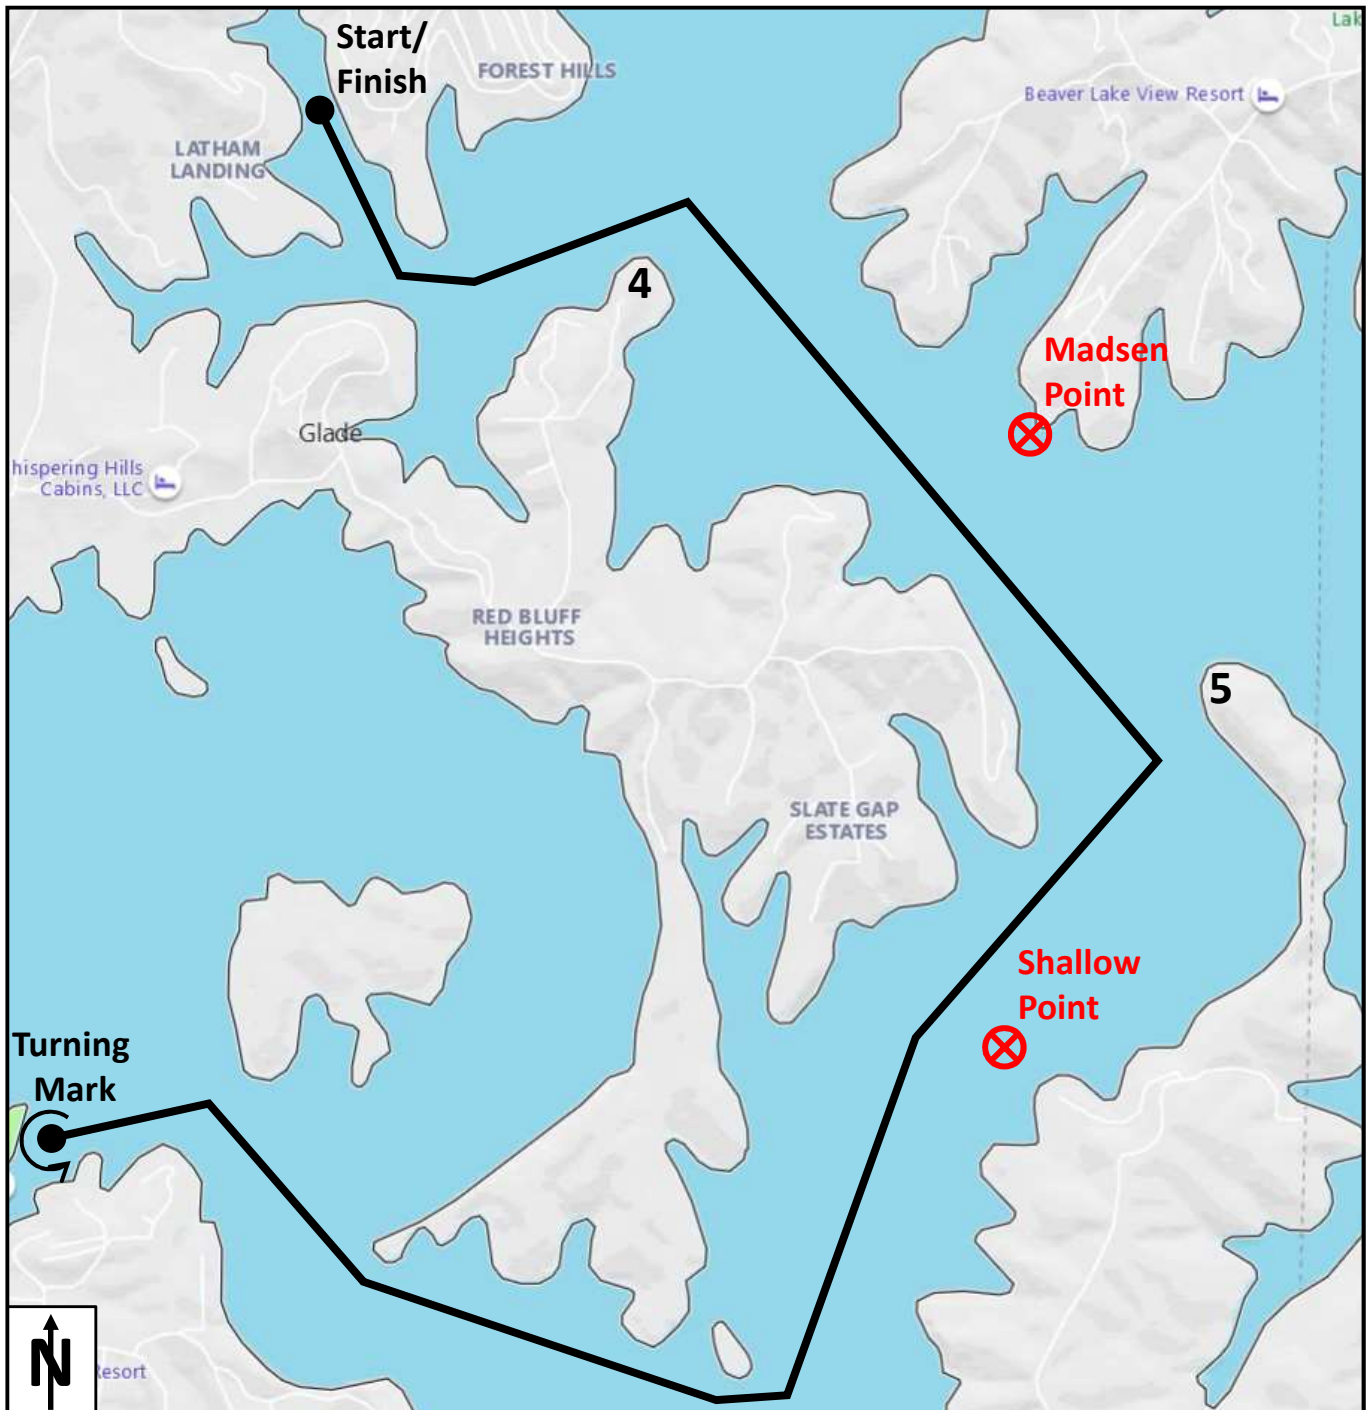 Start/
Finish
FOREST HILLS
Lak
Beaver Lake View Resort
LATHAM
LANDING
4
Madsen
Point
Glade
hispering Hills
Cabins, LLC
RED BLUFF
HEIGHTS
5
SLATE GAP
ESTATES
Shallow
Point
Turning
Mark
N
Resort